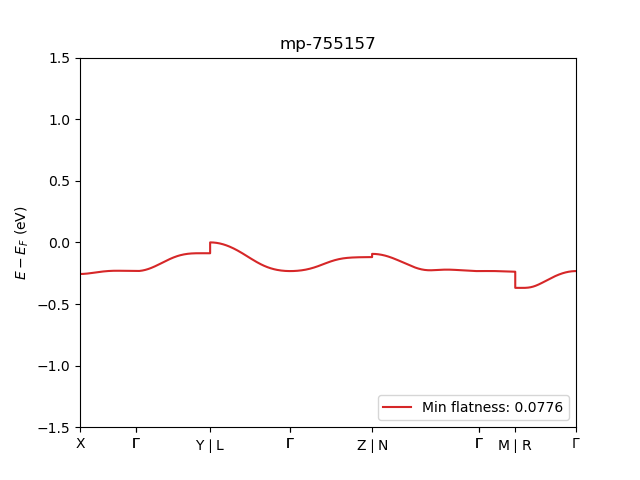 mp-755157
E − E_F (eV)
1.5
1.0
0.5
0.0
−0.5
−1.0
−1.5
Min flatness: 0.0776
X Γ Y | L Γ Z | N Γ M | R Γ